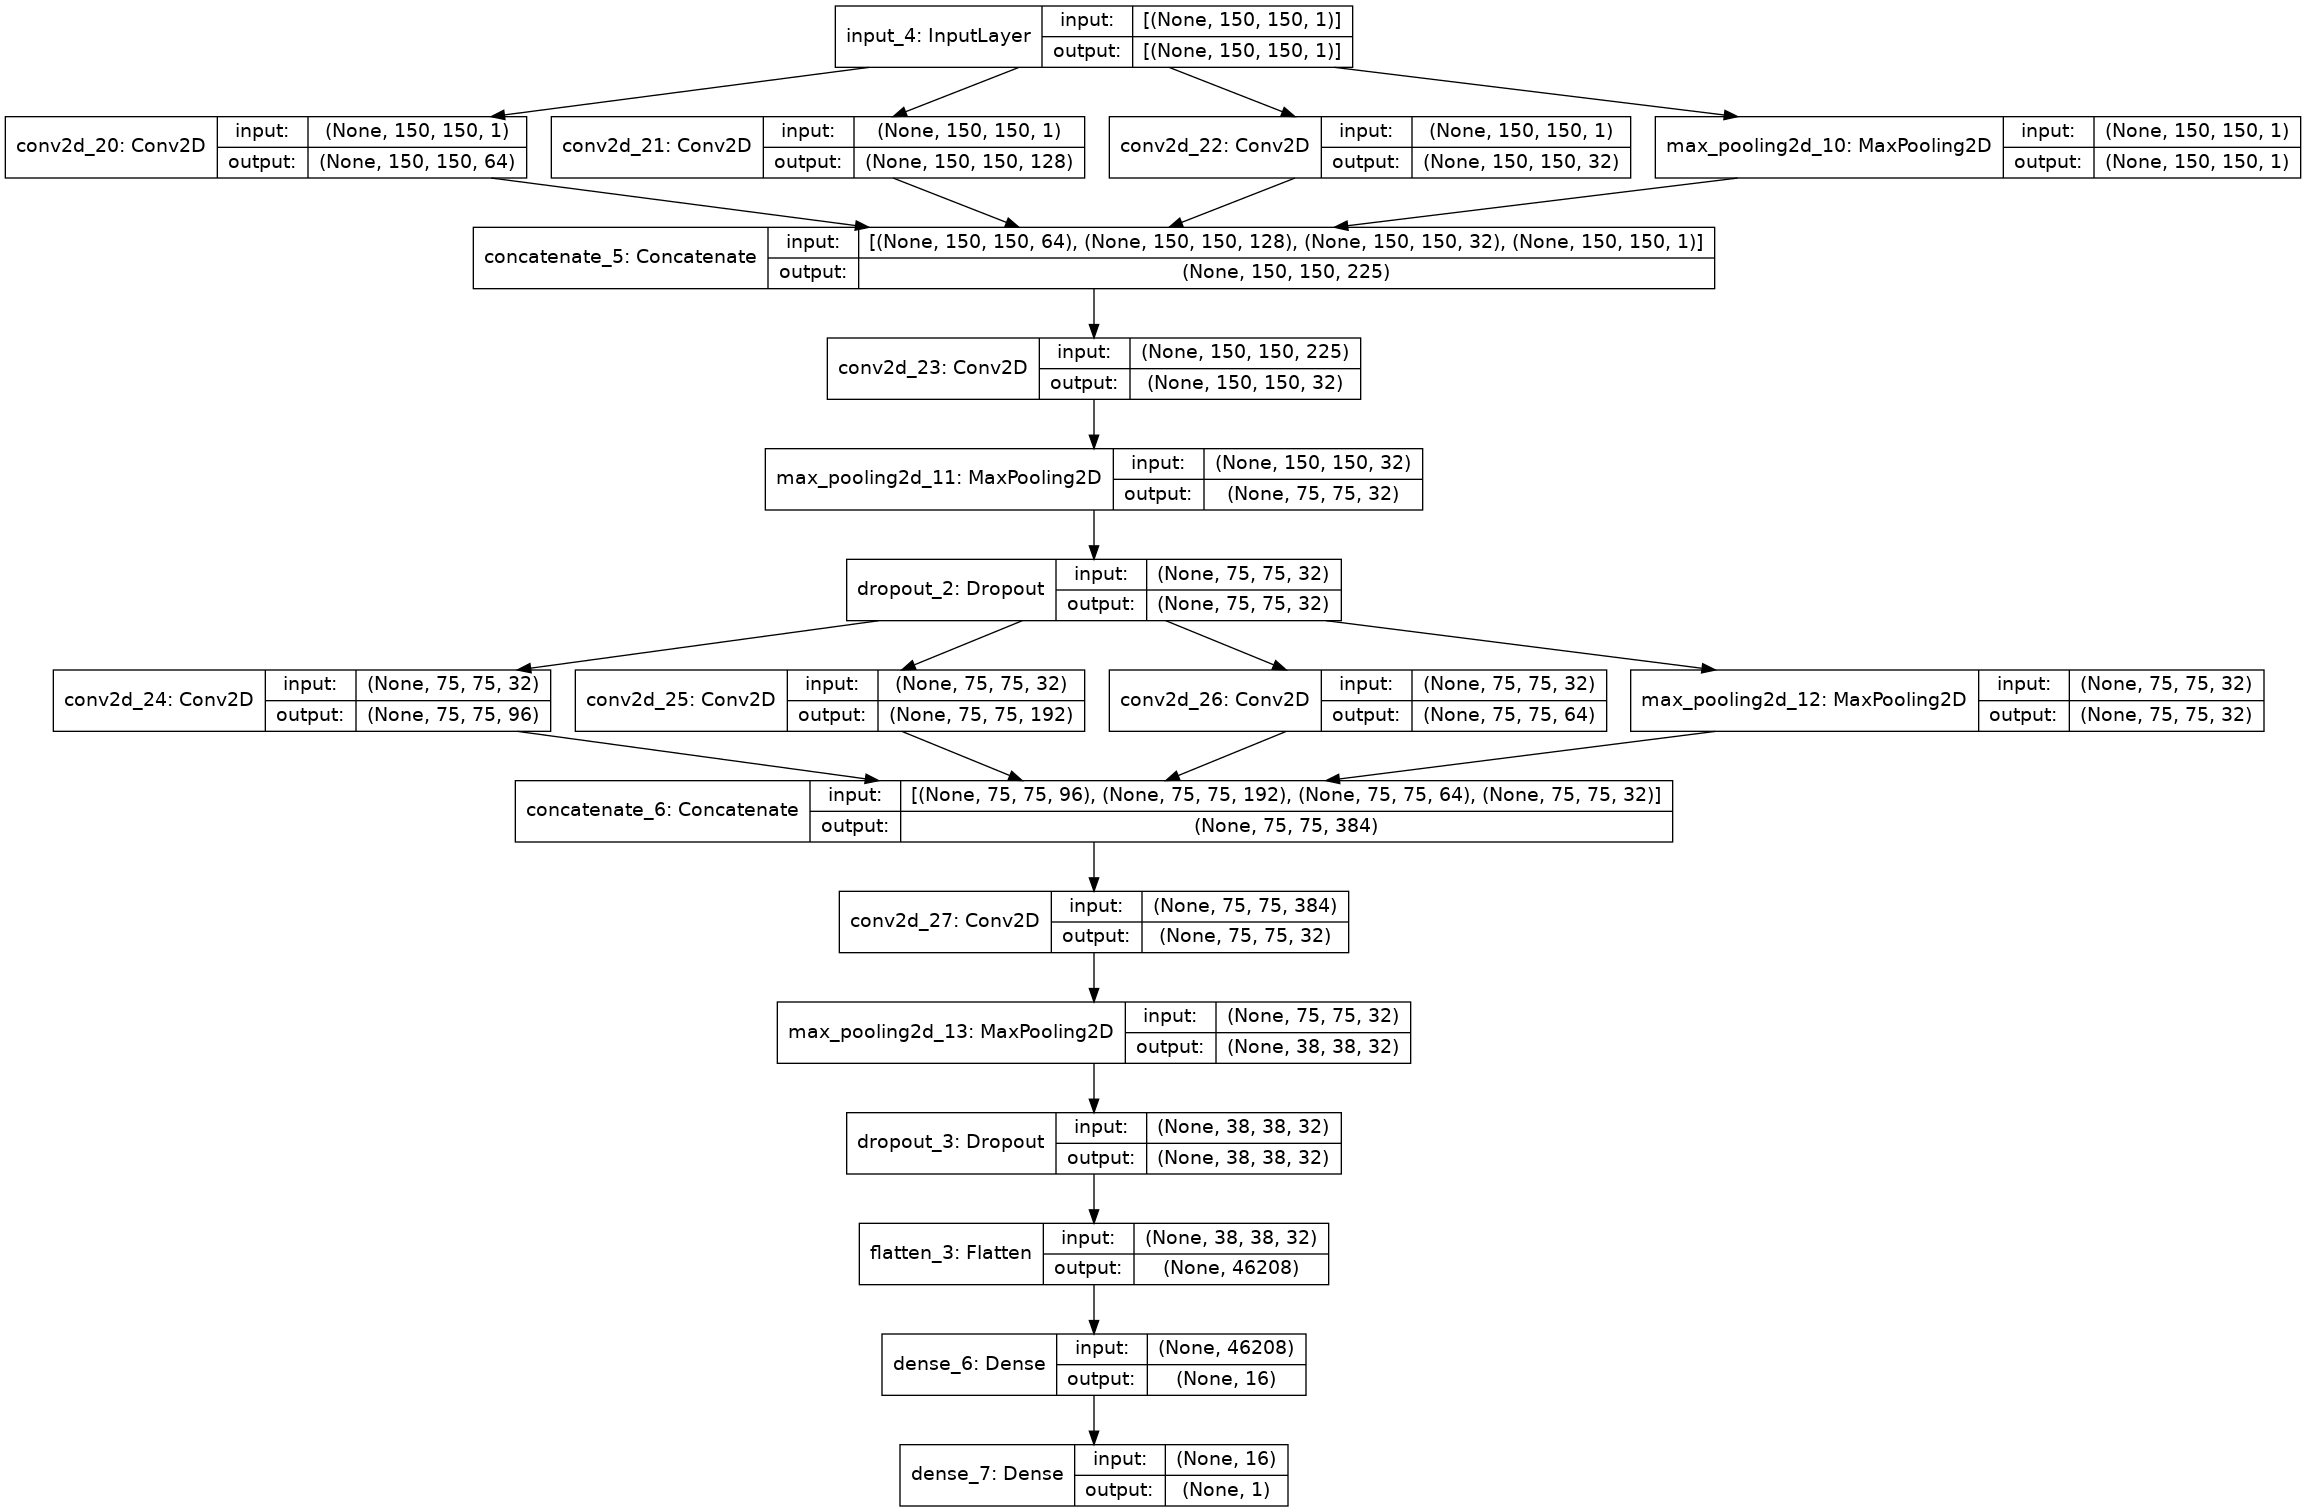 input_4: InputLayer
input: [(None, 150, 150, 1)]
output: [(None, 150, 150, 1)]
conv2d_20: Conv2D
input: (None, 150, 150, 1)
output: (None, 150, 150, 64)
conv2d_21: Conv2D
input: (None, 150, 150, 1)
output: (None, 150, 150, 128)
conv2d_22: Conv2D
input: (None, 150, 150, 1)
output: (None, 150, 150, 32)
max_pooling2d_10: MaxPooling2D
input: (None, 150, 150, 1)
output: (None, 150, 150, 1)
concatenate_5: Concatenate
input: [(None, 150, 150, 64), (None, 150, 150, 128), (None, 150, 150, 32), (None, 150, 150, 1)]
output: (None, 150, 150, 225)
conv2d_23: Conv2D
input: (None, 150, 150, 225)
output: (None, 150, 150, 32)
max_pooling2d_11: MaxPooling2D
input: (None, 150, 150, 32)
output: (None, 75, 75, 32)
dropout_2: Dropout
input: (None, 75, 75, 32)
output: (None, 75, 75, 32)
conv2d_24: Conv2D
input: (None, 75, 75, 32)
output: (None, 75, 75, 96)
conv2d_25: Conv2D
input: (None, 75, 75, 32)
output: (None, 75, 75, 192)
conv2d_26: Conv2D
input: (None, 75, 75, 32)
output: (None, 75, 75, 64)
max_pooling2d_12: MaxPooling2D
input: (None, 75, 75, 32)
output: (None, 75, 75, 32)
concatenate_6: Concatenate
input: [(None, 75, 75, 96), (None, 75, 75, 192), (None, 75, 75, 64), (None, 75, 75, 32)]
output: (None, 75, 75, 384)
conv2d_27: Conv2D
input: (None, 75, 75, 384)
output: (None, 75, 75, 32)
max_pooling2d_13: MaxPooling2D
input: (None, 75, 75, 32)
output: (None, 38, 38, 32)
dropout_3: Dropout
input: (None, 38, 38, 32)
output: (None, 38, 38, 32)
flatten_3: Flatten
input: (None, 38, 38, 32)
output: (None, 46208)
dense_6: Dense
input: (None, 46208)
output: (None, 16)
dense_7: Dense
input: (None, 16)
output: (None, 1)